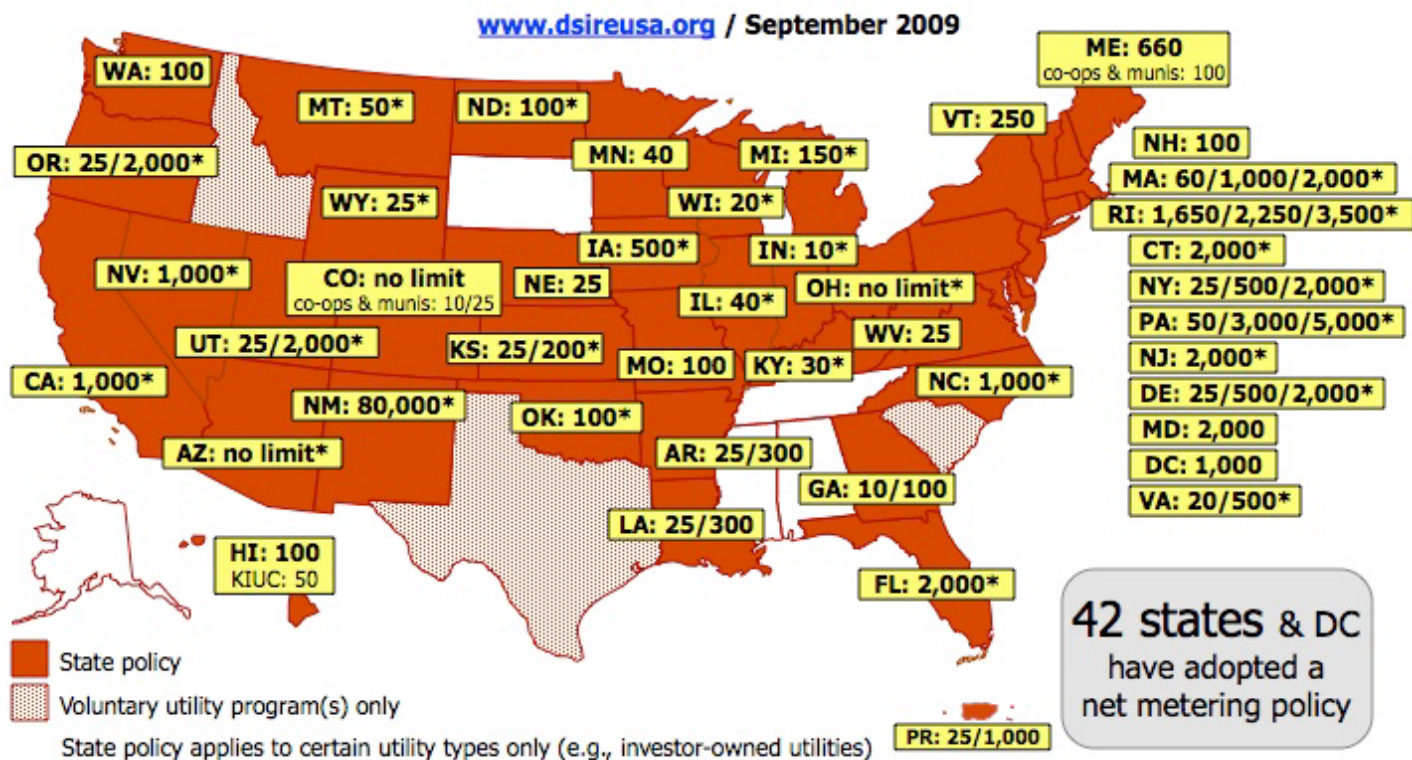 www.dsireusa.org / September 2009
ME: 660
co-ops & munis: 100
WA: 100
MT: 50*
ND: 100*
VT: 250
NH: 100
OR: 25/2,000*
MN: 40
MI: 150*
MA: 60/1,000/2,000*
WY: 25*
WI: 20*
RI: 1,650/2,250/3,500*
IA: 500*
IN: 10*
CT: 2,000*
NV: 1,000*
CO: no limit
co-ops & munis: 10/25
NE: 25
OH: no limit*
NY: 25/500/2,000*
IL: 40*
PA: 50/3,000/5,000*
UT: 25/2,000*
KS: 25/200*
WV: 25
NJ: 2,000*
MO: 100
KY: 30*
CA: 1,000*
NC: 1,000*
DE: 25/500/2,000*
NM: 80,000*
OK: 100*
MD: 2,000
AZ: no limit*
AR: 25/300
DC: 1,000
GA: 10/100
VA: 20/500*
LA: 25/300
HI: 100
KIUC: 50
FL: 2,000*
42 states & DC
have adopted a
net metering policy
State policy
Voluntary utility program(s) only
State policy applies to certain utility types only (e.g., investor-owned utilities)
PR: 25/1,000